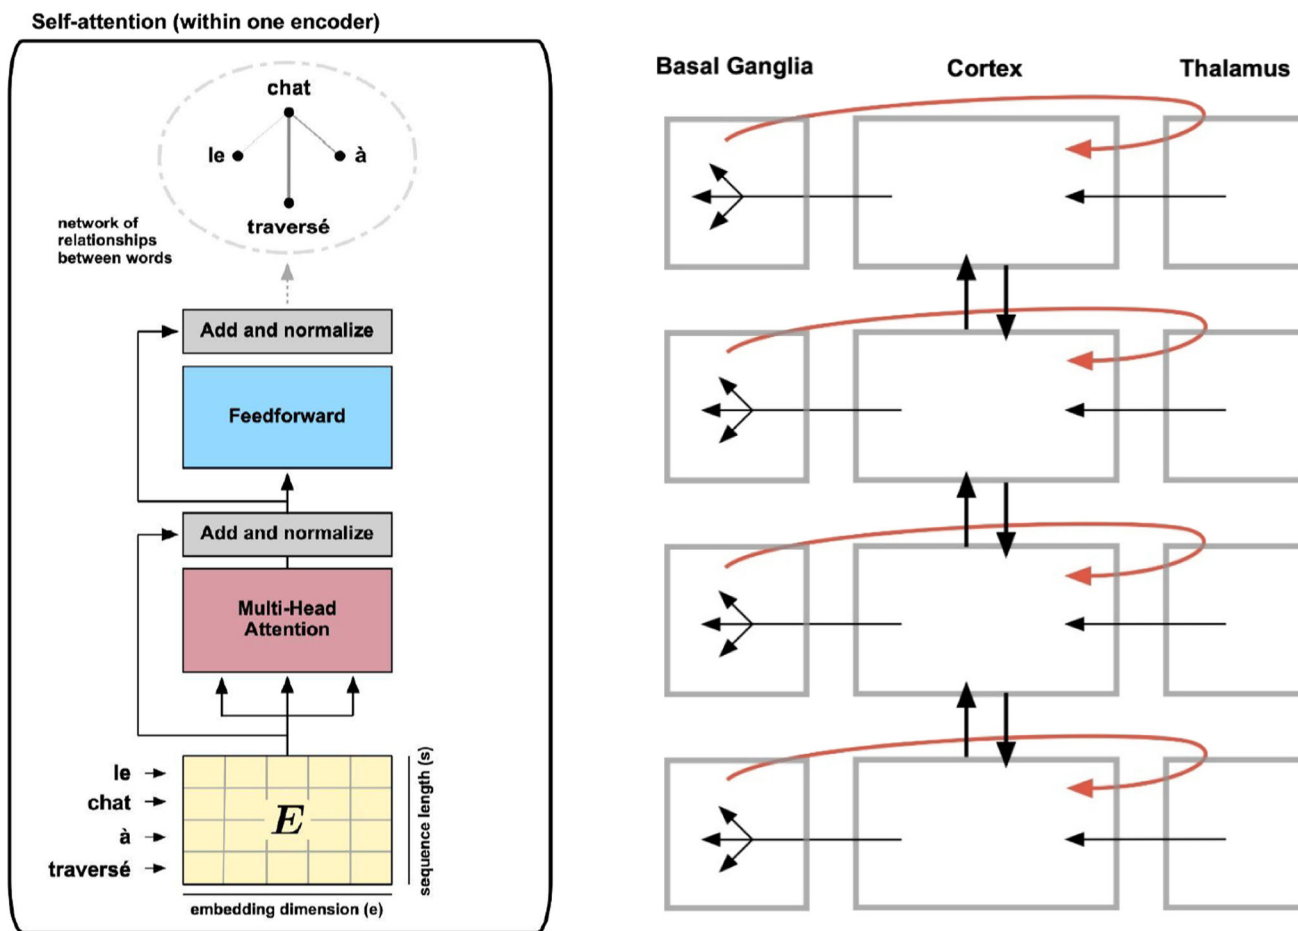 Self-attention (within one encoder)
chat
le
à
traversé
network of
relationships
between words
Add and normalize
Feedforward
Add and normalize
Multi-Head
Attention
le
chat
à
traversé
E
sequence length (s)
embedding dimension (e)
Basal Ganglia
Cortex
Thalamus